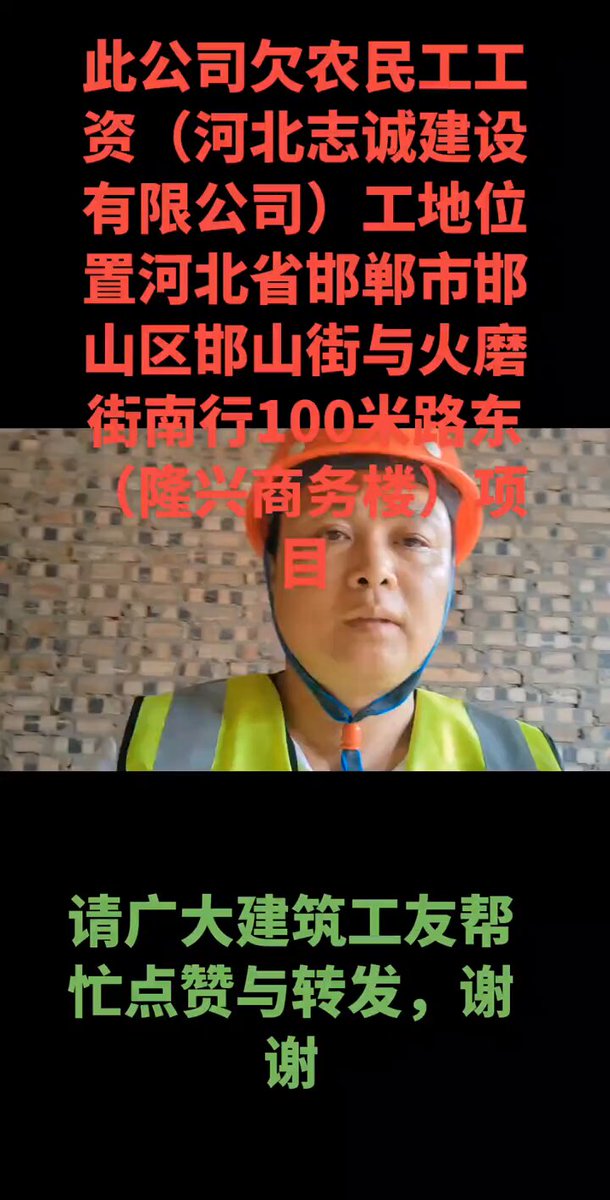 此公司欠农民工工
资（河北志诚建设
有限公司）工地位
置河北省邯郸市邯
山区邯山街与火磨
街南行100米路东
（隆兴商务楼）项
目
请广大建筑工友帮
忙点赞与转发，谢
谢